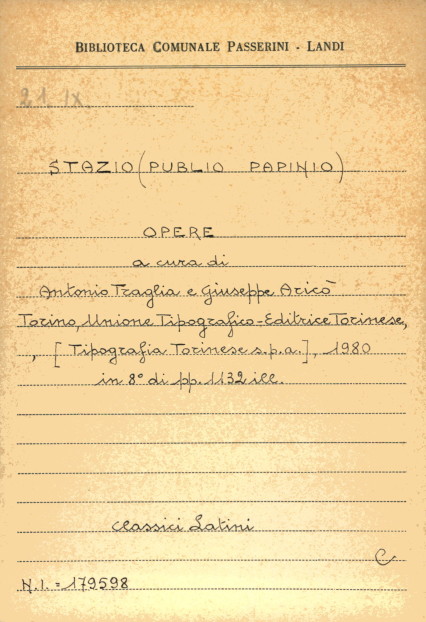 BIBLIOTECA COMUNALE PASSERINI - LANDI
21. IX.
STAZIO (PUBLIO PAPINIO)
OPERE
a cura di
Antonio Traglia e Giuseppe Aricò
Torino, Unione Tipografico-Editrice Torinese,
, [Tipografia Torinese s.p.a.], 1980
in 8° di pp. 1132 ill.
Classici Latini
C
N.I. = 179598